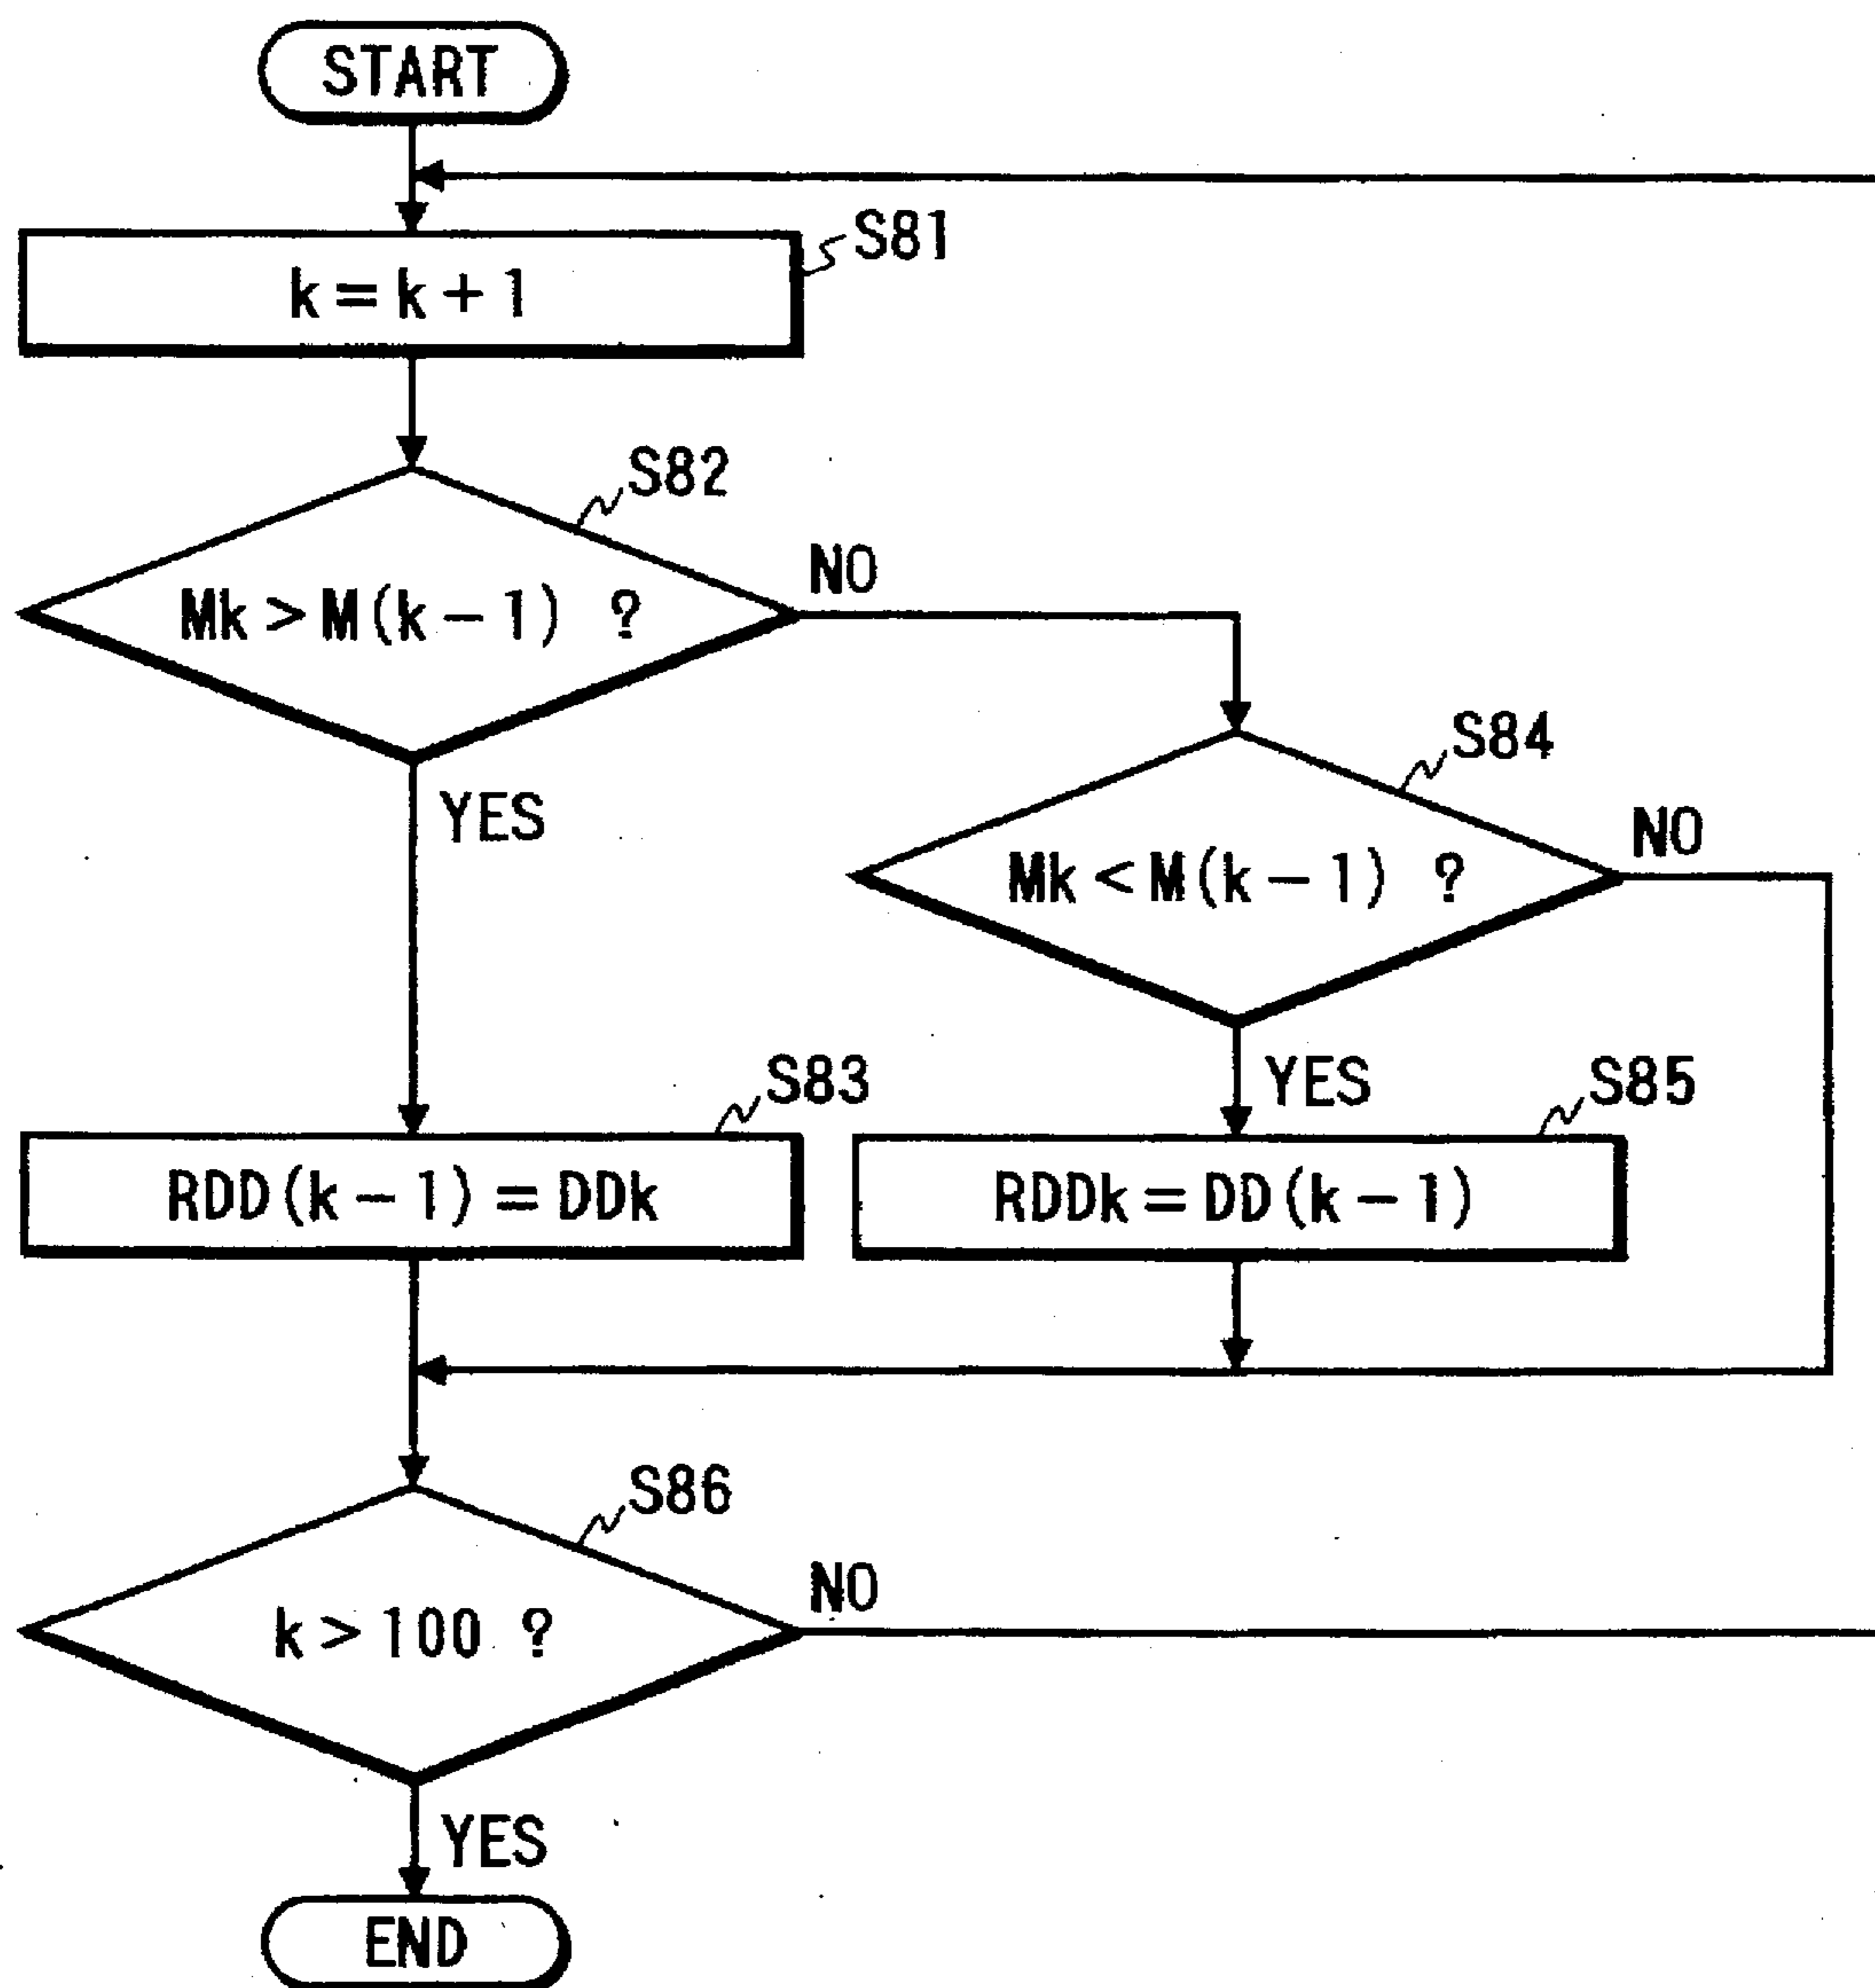 START
S81
k=k+1
S82
NO
Mk>M(k-1) ?
YES
S84
NO
Mk<M(k-1) ?
YES
S83
S85
RDD(k-1)=DDk
RDDk=DD(k-1)
S86
NO
k>100 ?
YES
END